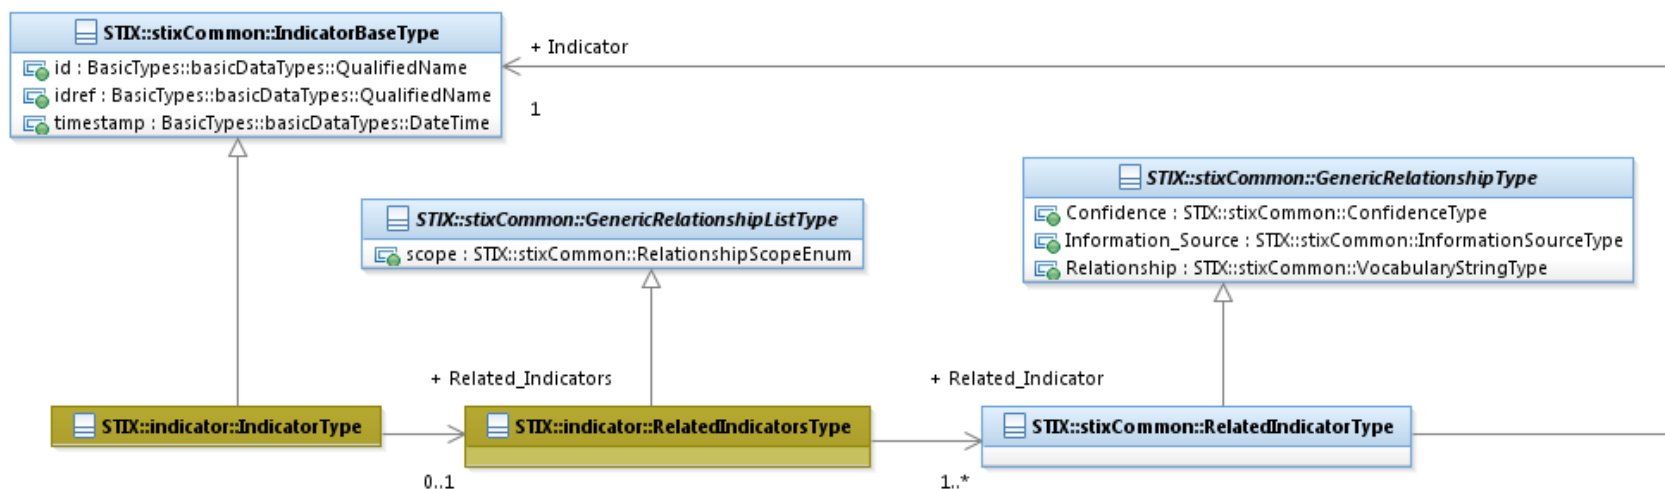 STIX::stixCommon::IndicatorBaseType
id : BasicTypes::basicDataTypes::QualifiedName
idref : BasicTypes::basicDataTypes::QualifiedName
timestamp : BasicTypes::basicDataTypes::DateTime
+ Indicator
1
STIX::stixCommon::GenericRelationshipListType
scope : STIX::stixCommon::RelationshipScopeEnum
STIX::stixCommon::GenericRelationshipType
Confidence : STIX::stixCommon::ConfidenceType
Information_Source : STIX::stixCommon::InformationSourceType
Relationship : STIX::stixCommon::VocabularyStringType
+ Related_Indicators
+ Related_Indicator
STIX::indicator::IndicatorType
STIX::indicator::RelatedIndicatorsType
STIX::stixCommon::RelatedIndicatorType
0..1
1..*